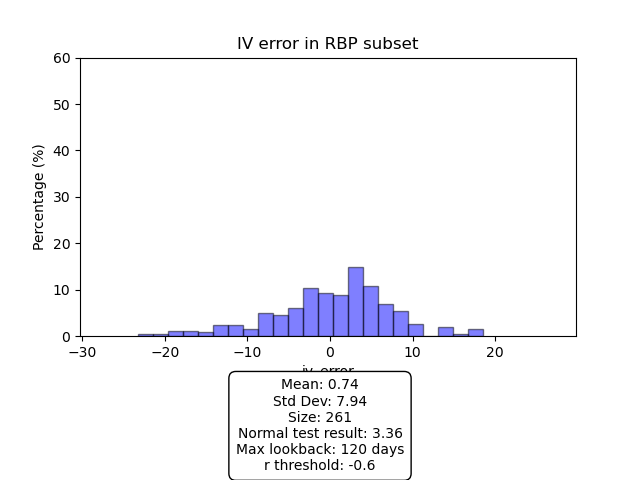 IV error in RBP subset
Percentage (%)
60
50
40
30
20
10
0
−30 −20 −10 0 10 20
iv_error
Mean: 0.74
Std Dev: 7.94
Size: 261
Normal test result: 3.36
Max lookback: 120 days
r threshold: -0.6